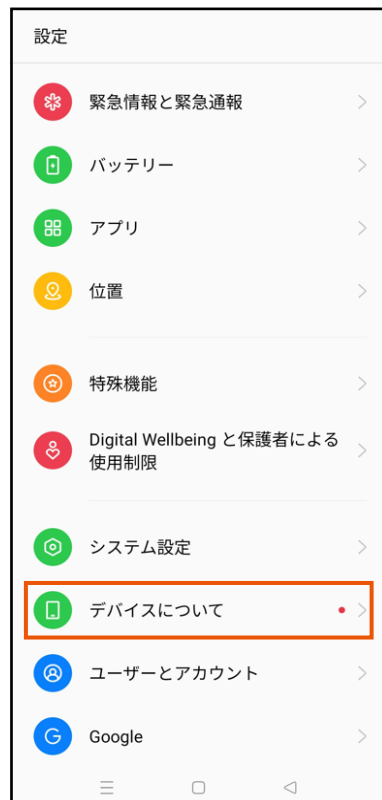 設定
緊急情報と緊急通報
バッテリー
アプリ
位置
特殊機能
Digital Wellbeing と保護者による
使用制限
システム設定
デバイスについて
ユーザーとアカウント
Google